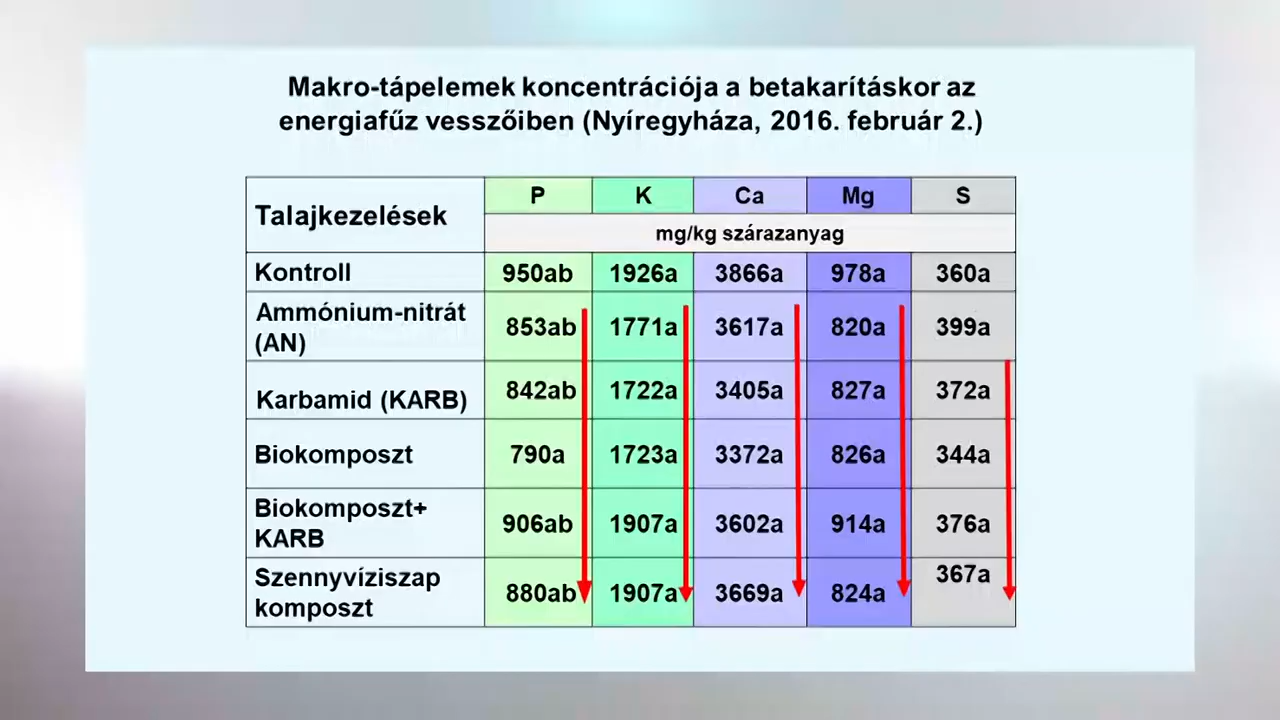 Makro-tápelemek koncentrációja a betakarításkor az
energiafűz vesszőiben (Nyíregyháza, 2016. február 2.)
Talajkezelések P K Ca Mg S
mg/kg szárazanyag
Kontroll 950ab 1926a 3866a 978a 360a
Ammónium-nitrát
(AN) 853ab 1771a 3617a 820a 399a
Karbamid (KARB) 842ab 1722a 3405a 827a 372a
Biokomposzt 790a 1723a 3372a 826a 344a
Biokomposzt+
KARB 906ab 1907a 3602a 914a 376a
Szennyvíziszap
komposzt 880ab 1907a 3669a 824a 367a